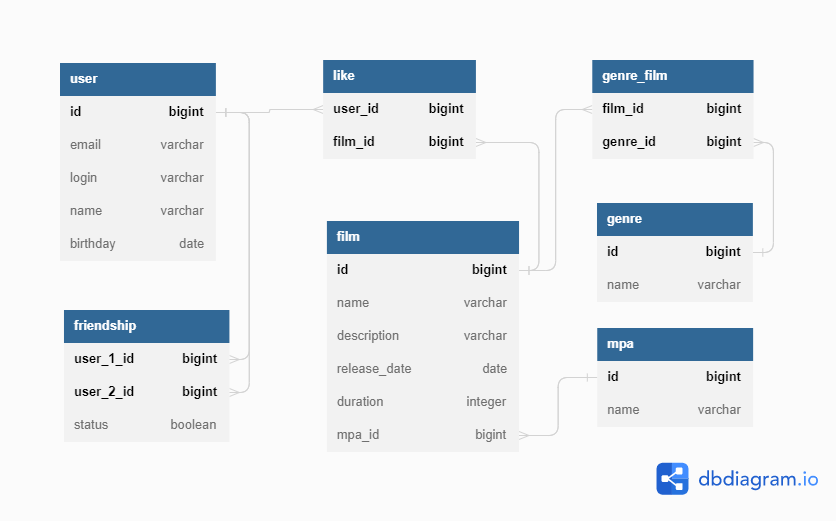 user
id bigint
email varchar
login varchar
name varchar
birthday date
friendship
user_1_id bigint
user_2_id bigint
status boolean
like
user_id bigint
film_id bigint
film
id bigint
name varchar
description varchar
release_date date
duration integer
mpa_id bigint
genre_film
film_id bigint
genre_id bigint
genre
id bigint
name varchar
mpa
id bigint
name varchar
dbdiagram.io